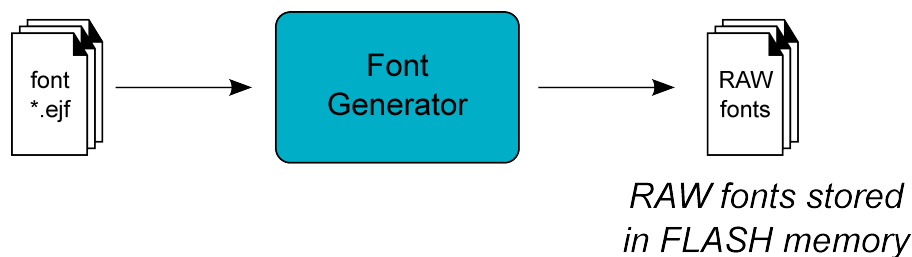 font
*.ejf
Font
Generator
RAW
fonts
RAW fonts stored
in FLASH memory